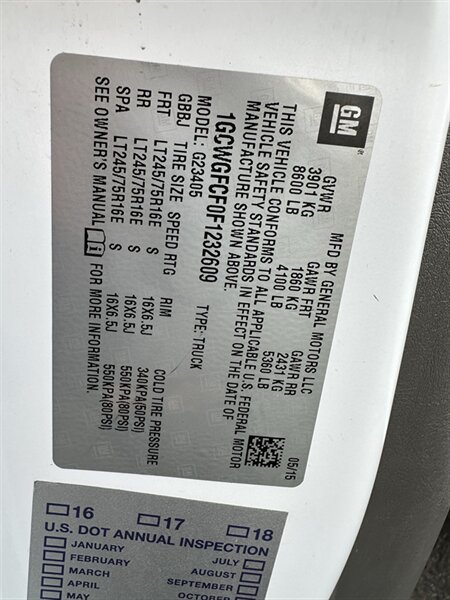 GM
MFD BY GENERAL MOTORS LLC
05/15
GVWR GAWR FRT GAWR RR
3901 KG 1860 KG 2431 KG
8600 LB 4100 LB 5360 LB
THIS VEHICLE CONFORMS TO ALL APPLICABLE U.S. FEDERAL MOTOR
VEHICLE SAFETY STANDARDS IN EFFECT ON THE DATE OF
MANUFACTURE SHOWN ABOVE.
1GCWGFCF0F1232609
TYPE: TRUCK
MODEL: G23405
GBBJ TIRE SIZE SPEED RTG RIM COLD TIRE PRESSURE
FRT LT245/75R16E S 16X6.5J 340KPA(50PSI)
RR LT245/75R16E S 16X6.5J 550KPA(80PSI)
SPA LT245/75R16E S 16X6.5J 550KPA(80PSI)
SEE OWNER'S MANUAL FOR MORE INFORMATION.
16 17 18
U.S. DOT ANNUAL INSPECTION
JANUARY JULY
FEBRUARY AUGUST
MARCH SEPTEMBER
APRIL OCTOBER
MAY